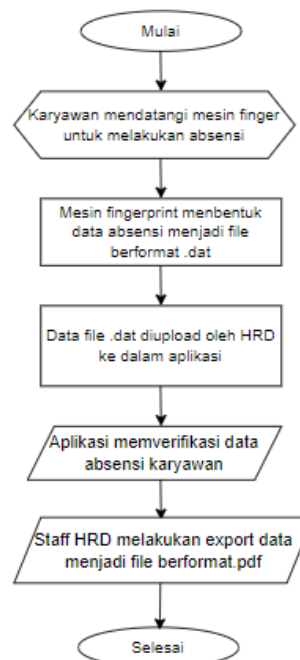 Mulai
Karyawan mendatangi mesin finger
untuk melakukan absensi
Mesin fingerprint menbentuk
data absensi menjadi file
berformat .dat
Data file .dat diupload oleh HRD
ke dalam aplikasi
Aplikasi memverifikasi data
absensi karyawan
Staff HRD melakukan export data
menjadi file berformat.pdf
Selesai